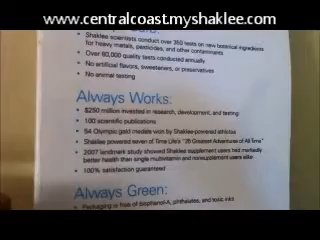 www.centralcoast.myshaklee.com
Shaklee scientists conduct over 350 tests on new botanical ingredients
for heavy metals, pesticides, and other contaminants
• Over 80,000 quality tests conducted annually
• No artificial flavors, sweeteners, or preservatives
• No animal testing
Always Works:
• $250 million invested in research, development, and testing
• 100 scientific publications
• 54 Olympic gold medals won by Shaklee-powered athletes
• Shaklee powered seven of Time Life's "25 Greatest Adventures of All Time"
• 2007 landmark study showed Shaklee supplement users had markedly
better health than single multivitamin and nonsupplement users alike
• 100% satisfaction guaranteed
Always Green:
• Packaging is free of bisphenol-A, phthalates, and toxic inks